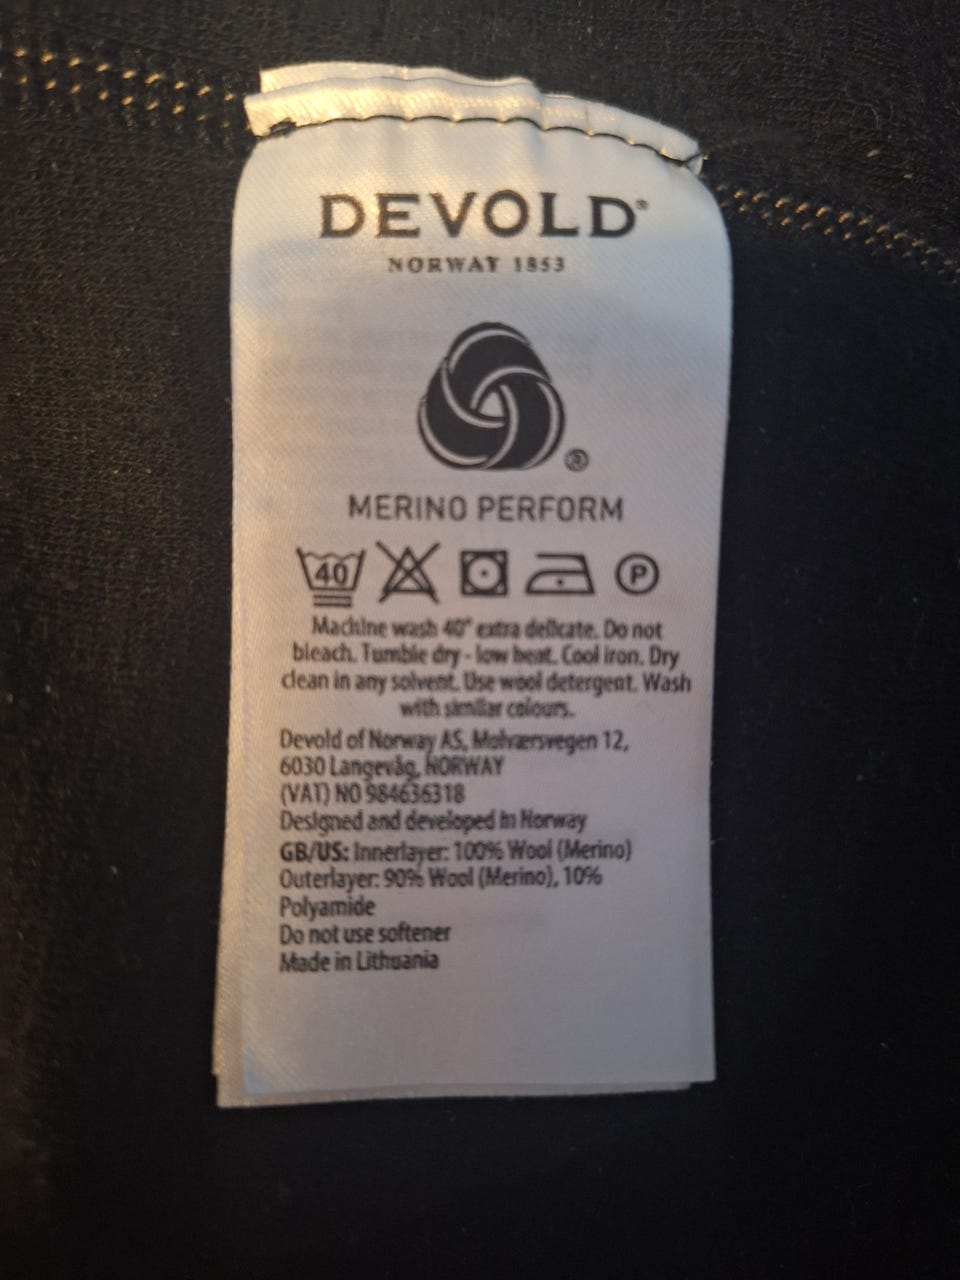 DEVOLD®
NORWAY 1853
®
MERINO PERFORM
40 P
Machine wash 40° extra delicate. Do not
bleach. Tumble dry - low heat. Cool iron. Dry
clean in any solvent. Use wool detergent. Wash
with similar colours.
Devold of Norway AS, Molværsvegen 12,
6030 Langevåg, NORWAY
(VAT) NO 984636318
Designed and developed in Norway
GB/US: Innerlayer: 100% Wool (Merino)
Outerlayer: 90% Wool (Merino), 10%
Polyamide
Do not use softener
Made in Lithuania